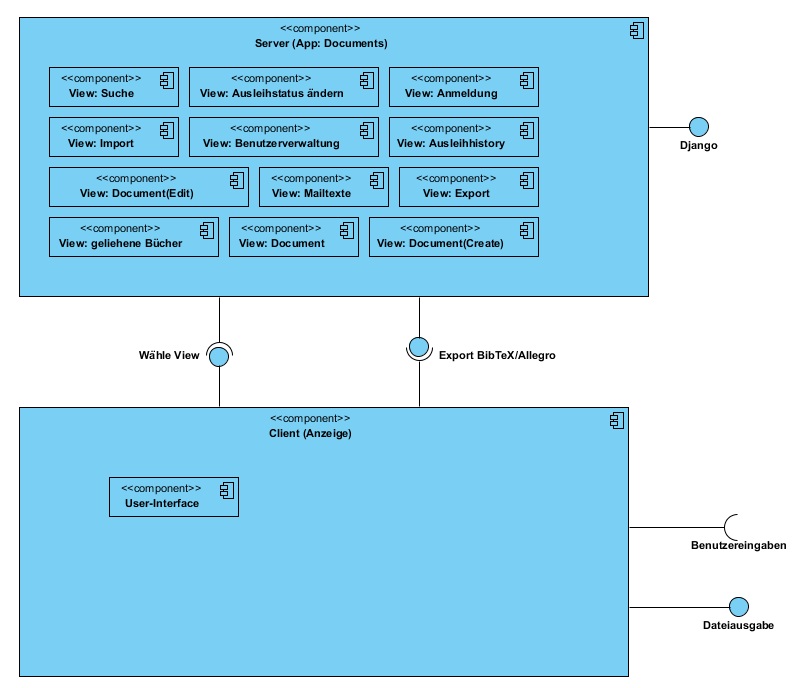 <<component>>
Server (App: Documents)
<<component>>
View: Suche
<<component>>
View: Ausleihstatus ändern
<<component>>
View: Anmeldung
<<component>>
View: Import
<<component>>
View: Benutzerverwaltung
<<component>>
View: Ausleihhistory
Django
<<component>>
View: Document(Edit)
<<component>>
View: Mailtexte
<<component>>
View: Export
<<component>>
View: geliehene Bücher
<<component>>
View: Document
<<component>>
View: Document(Create)
Wähle View
Export BibTeX/Allegro
<<component>>
Client (Anzeige)
<<component>>
User-Interface
Benutzereingaben
Dateiausgabe